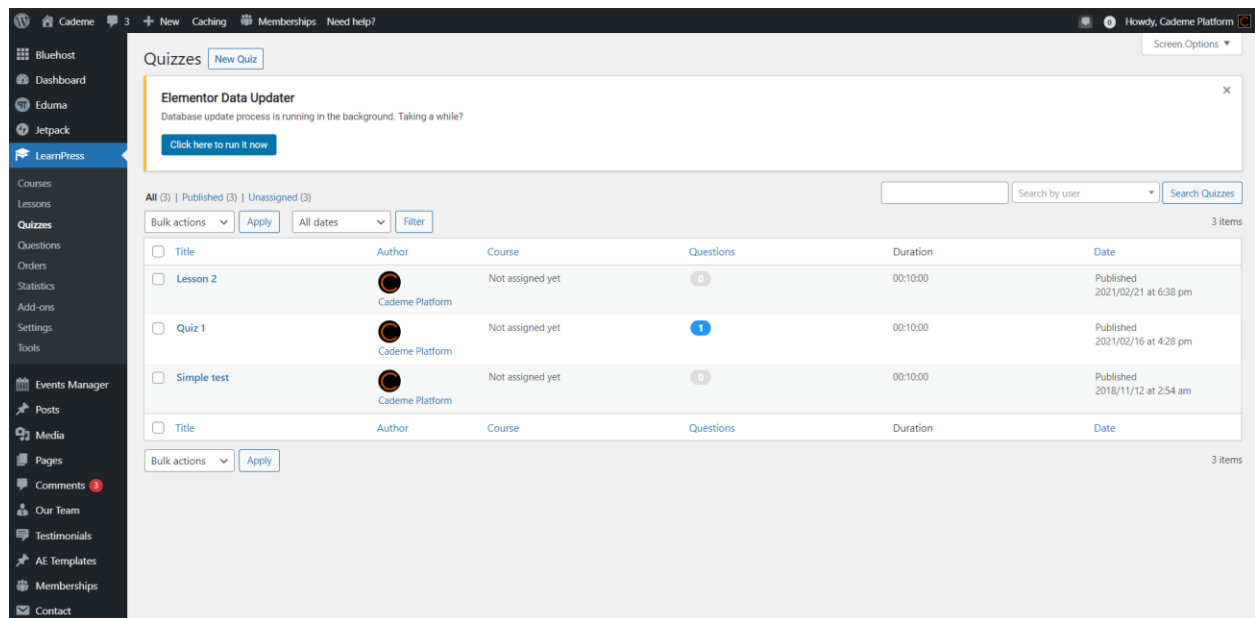 Cademe 3 New Caching Memberships Need help? 0 Howdy, Cademe Platform
Screen Options ▼
Bluehost
Dashboard
Eduma
Jetpack
LearnPress
Courses
Lessons
Quizzes
Questions
Orders
Statistics
Add-ons
Settings
Tools
Events Manager
Posts
Media
Pages
Comments 3
Our Team
Testimonials
AE Templates
Memberships
Contact
Quizzes New Quiz
Elementor Data Updater
Database update process is running in the background. Taking a while?
Click here to run it now
All (3) | Published (3) | Unassigned (3)
Search by user Search Quizzes
Bulk actions Apply All dates Filter 3 items
Title Author Course Questions Duration Date
Lesson 2 Cademe Platform Not assigned yet 0 00:10:00 Published
2021/02/21 at 6:38 pm
Quiz 1 Cademe Platform Not assigned yet 1 00:10:00 Published
2021/02/16 at 4:28 pm
Simple test Cademe Platform Not assigned yet 0 00:10:00 Published
2018/11/12 at 2:54 am
Title Author Course Questions Duration Date
Bulk actions Apply 3 items